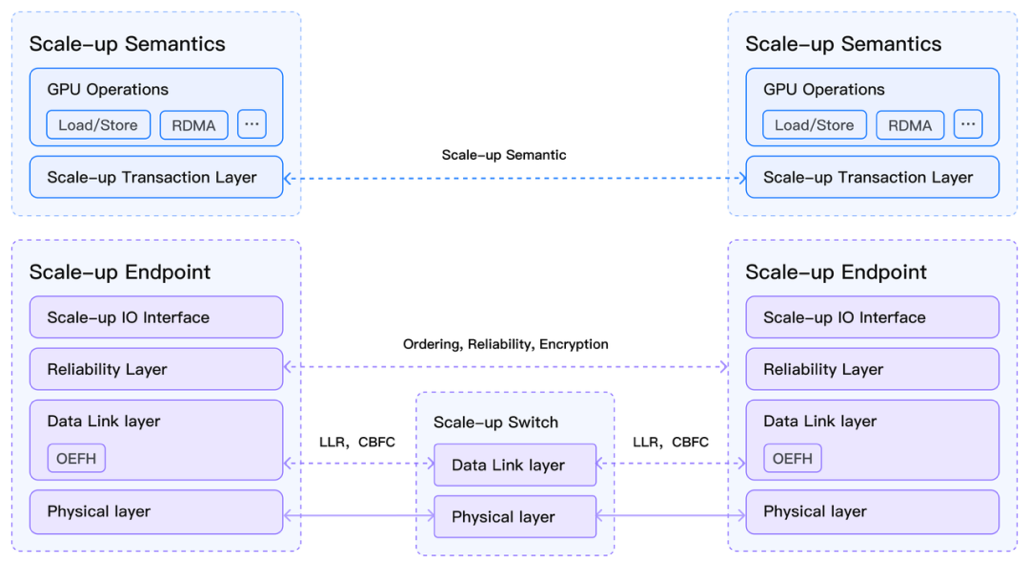 Scale-up Semantics
GPU Operations
Load/Store
RDMA
...
Scale-up Transaction Layer
Scale-up Semantic
Scale-up Semantics
GPU Operations
Load/Store
RDMA
...
Scale-up Transaction Layer
Scale-up Endpoint
Scale-up IO Interface
Reliability Layer
Data Link layer
OEFH
Physical layer
Ordering, Reliability, Encryption
LLR, CBFC
Scale-up Switch
Data Link layer
Physical layer
LLR, CBFC
Scale-up Endpoint
Scale-up IO Interface
Reliability Layer
Data Link layer
OEFH
Physical layer